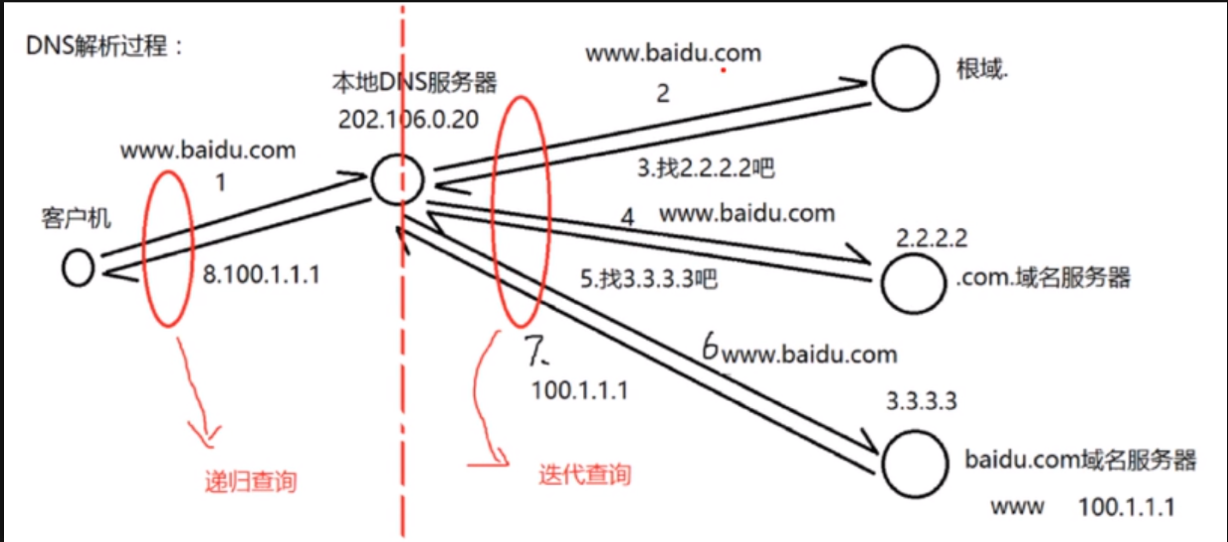 DNS解析过程：
www.baidu.com
2
根域.
本地DNS服务器
202.106.0.20
www.baidu.com
1
3.找2.2.2.2吧
客户机
4 www.baidu.com
2.2.2.2
8.100.1.1.1
5.找3.3.3.3吧
.com.域名服务器
7.
100.1.1.1
6www.baidu.com
3.3.3.3
baidu.com域名服务器
www 100.1.1.1
递归查询
迭代查询